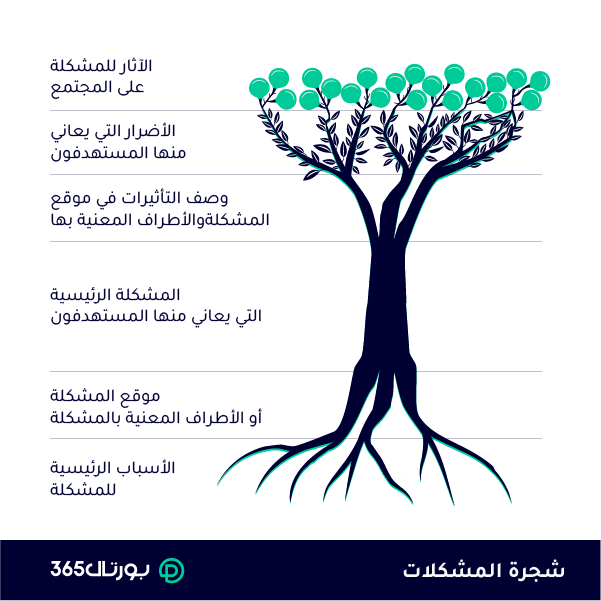 الآثار للمشكلة
على المجتمع
الأضرار التي يعاني
منها المستهدفون
وصف التأثيرات في موقع
المشكلةوالأطراف المعنية بها
المشكلة الرئيسية
التي يعاني منها المستهدفون
موقع المشكلة
أو الأطراف المعنية بالمشكلة
الأسباب الرئيسية
للمشكلة
شجرة المشكلات
بورتال365